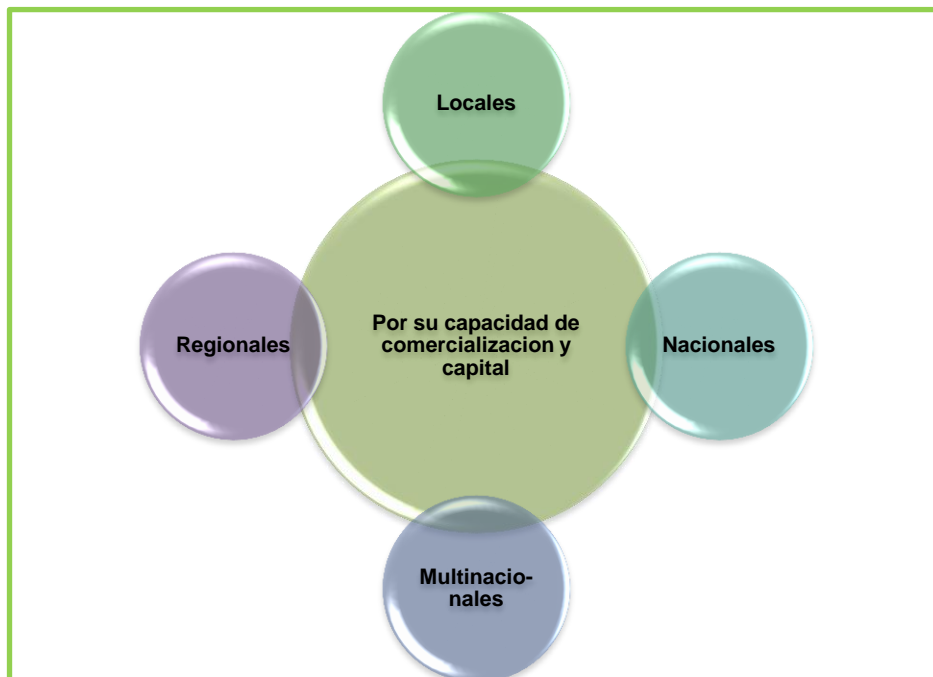 Locales
Regionales
Por su capacidad de
comercializacion y
capital
Nacionales
Multinacio-
nales